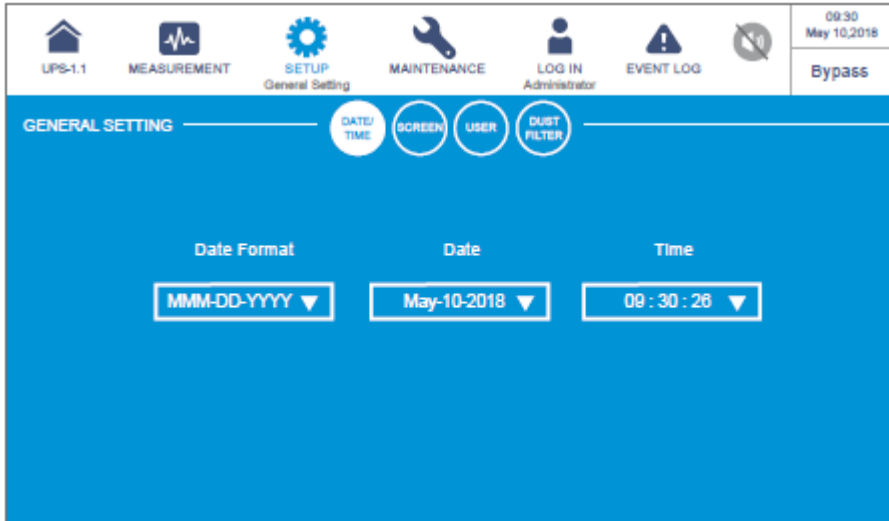 09:30
May 10,2018
UPS-1.1
MEASUREMENT
SETUP
General Setting
MAINTENANCE
LOG IN
Administrator
EVENT LOG
Bypass
GENERAL SETTING
DATE/
TIME
SCREEN
USER
DUST
FILTER
Date Format
Date
Time
MMM-DD-YYYY
May-10-2018
09 : 30 : 26